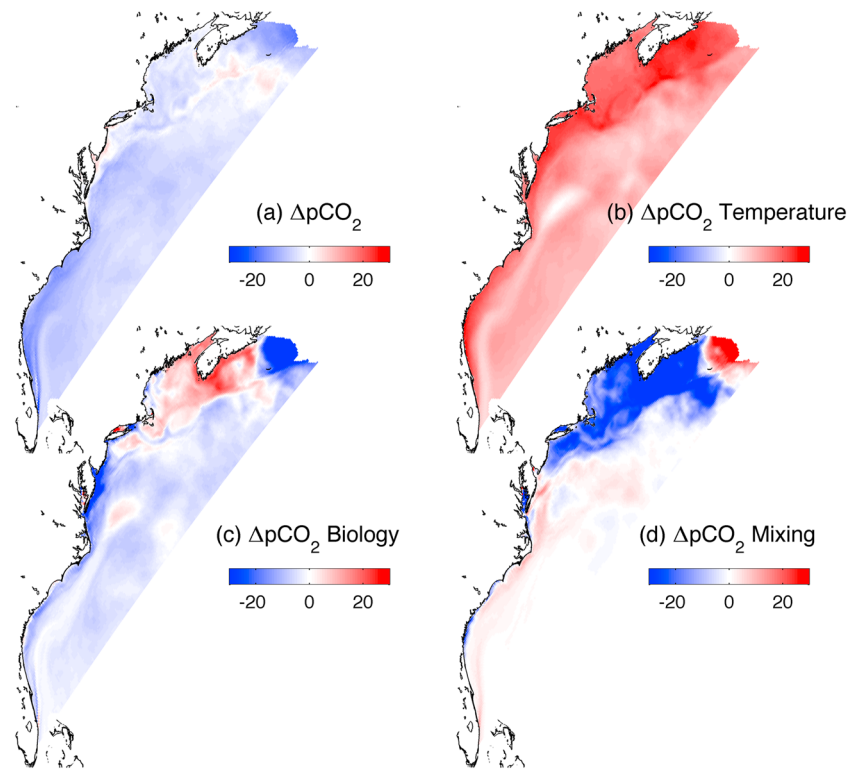 (a) ΔpCO₂
-20 0 20
(b) ΔpCO₂ Temperature
-20 0 20
(c) ΔpCO₂ Biology
-20 0 20
(d) ΔpCO₂ Mixing
-20 0 20